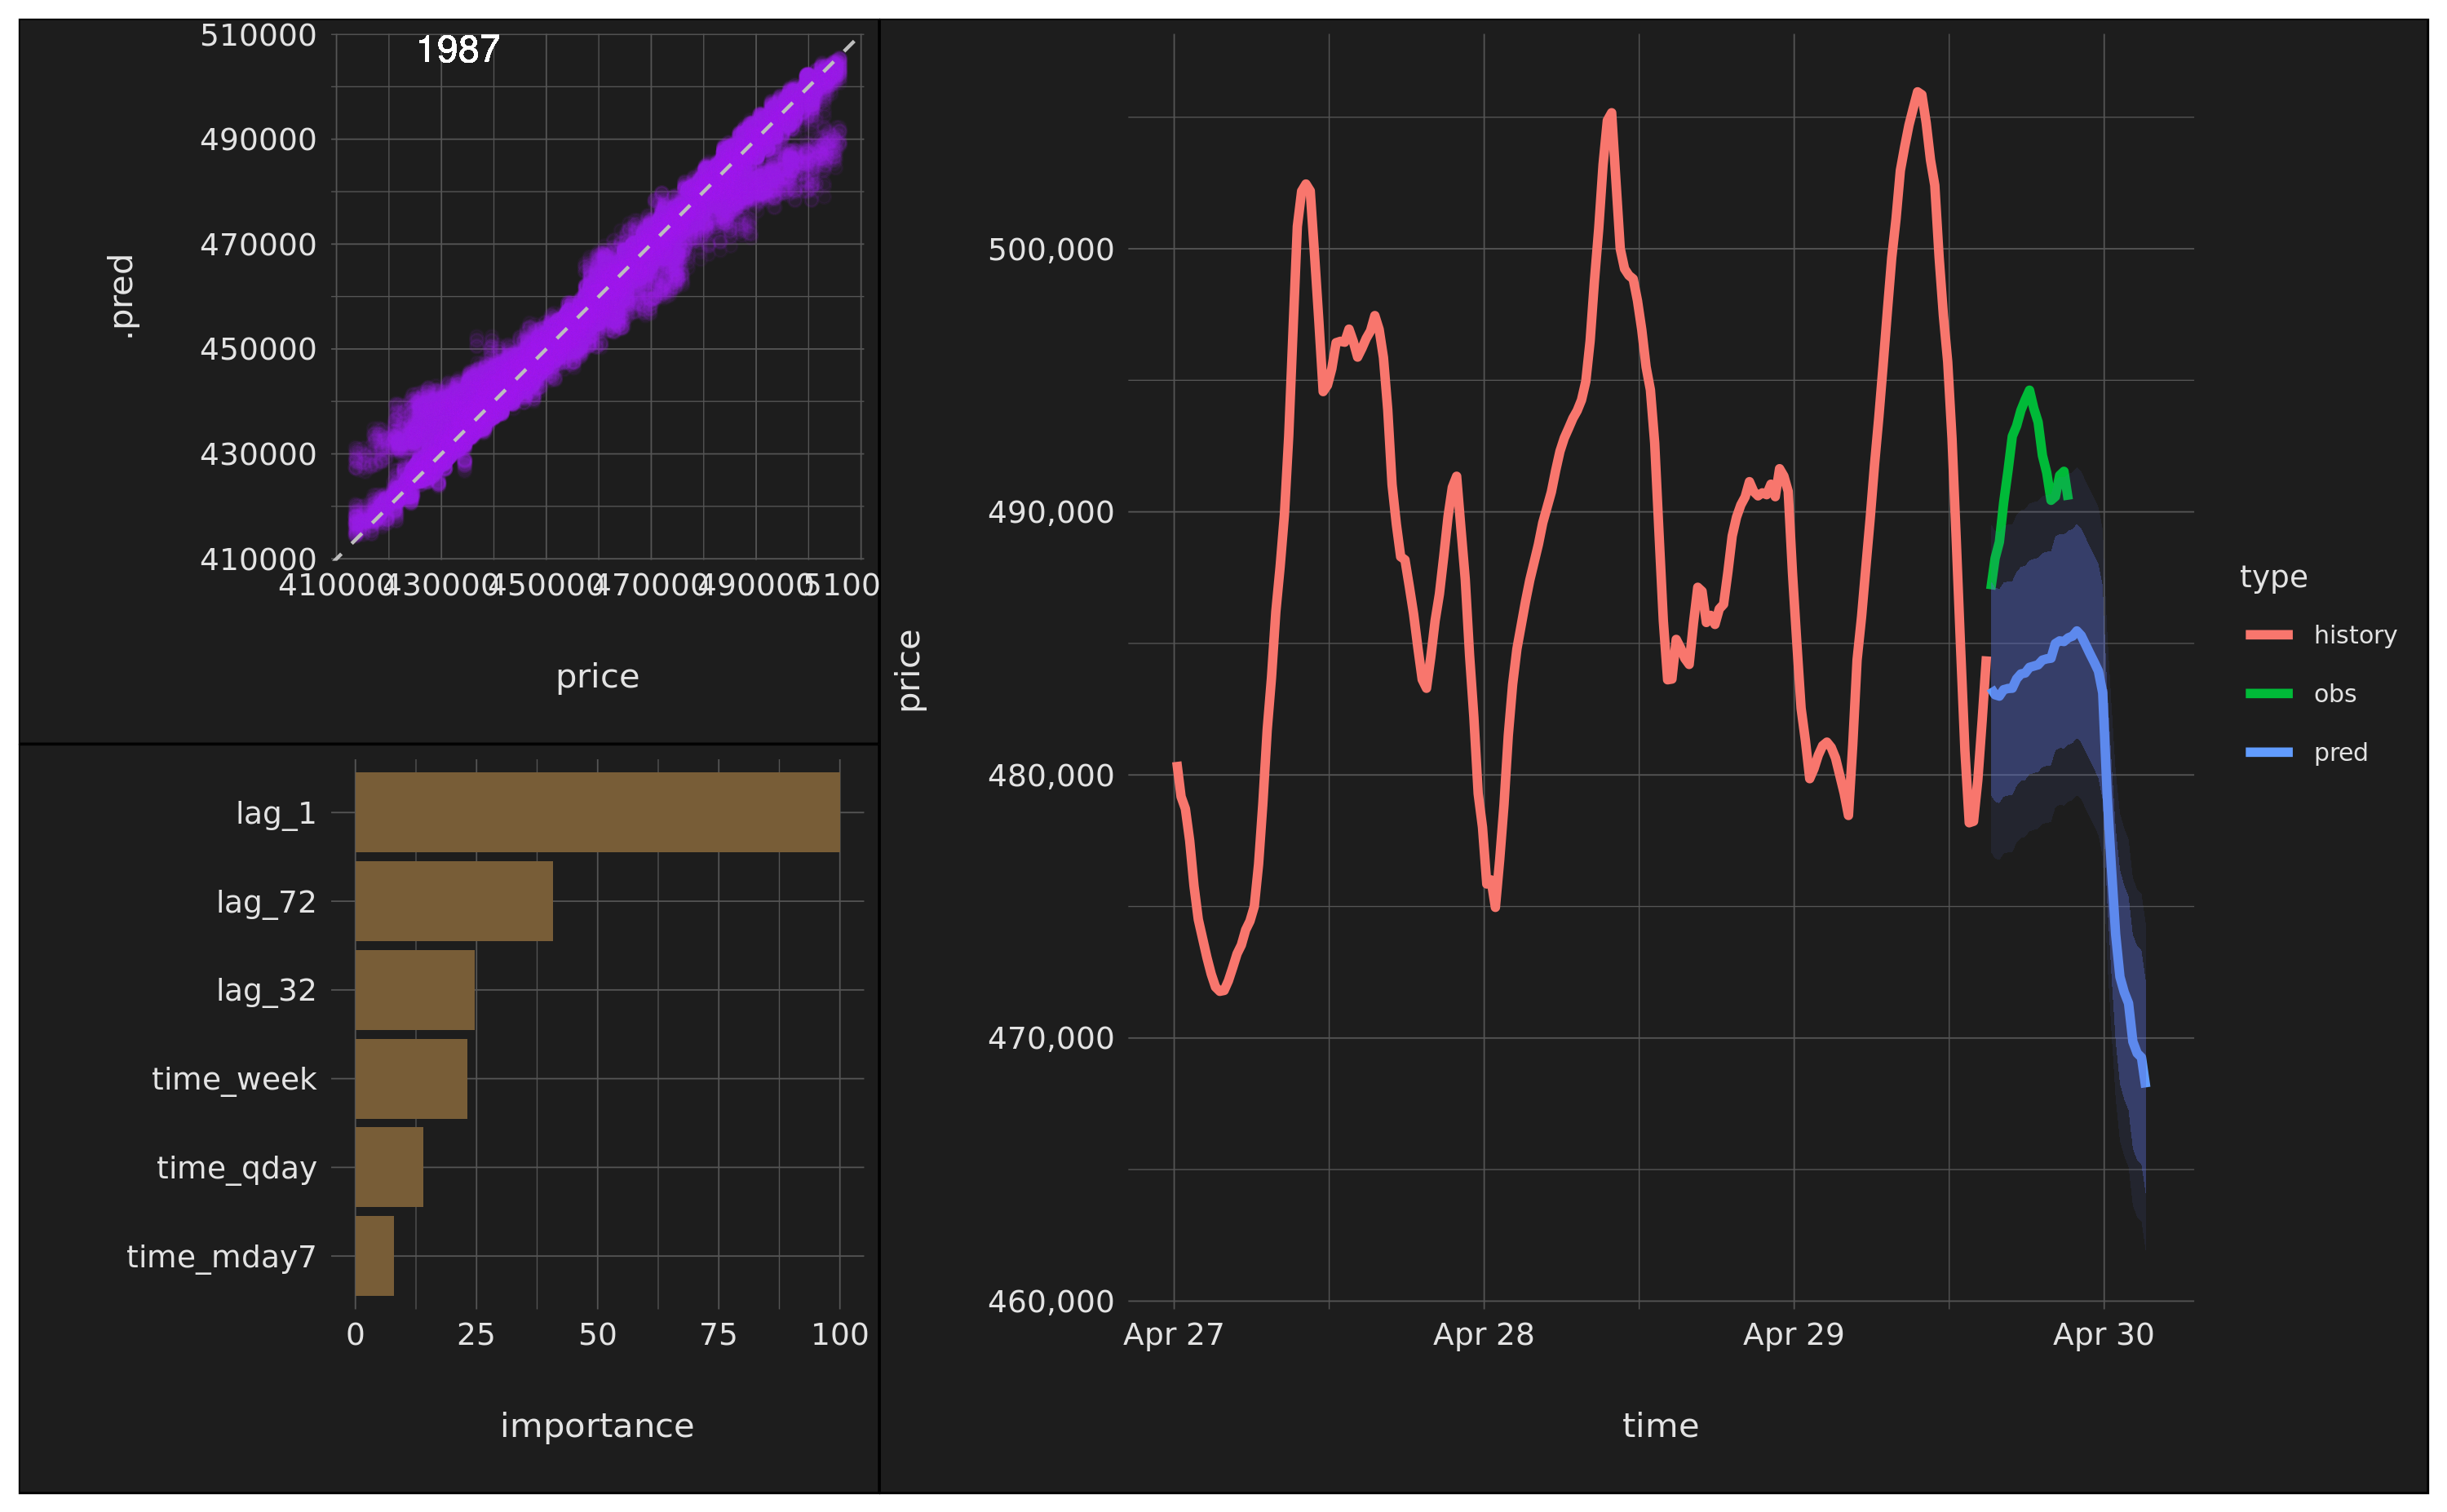 1987
510000
490000
470000
450000
430000
410000
.pred
410000 430000 450000 470000 490000 5100
price
lag_1
lag_72
lag_32
time_week
time_qday
time_mday7
0 25 50 75 100
importance
500,000
490,000
480,000
470,000
460,000
price
Apr 27 Apr 28 Apr 29 Apr 30
time
type
history
obs
pred